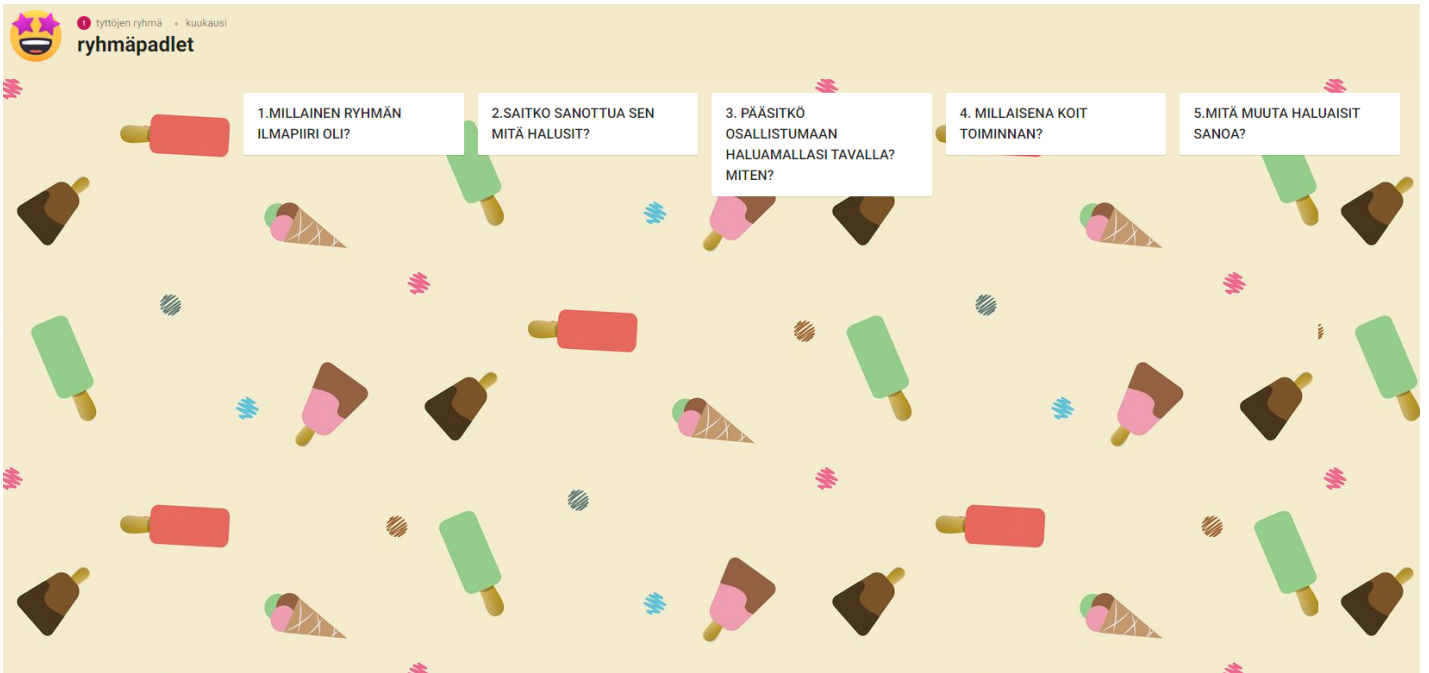 ! tyttöjen ryhmä • kuukausi
ryhmäpadlet
1.MILLAINEN RYHMÄN
ILMAPIIRI OLI?
2.SAITKO SANOTTUA SEN
MITÄ HALUSIT?
3. PÄÄSITKÖ
OSALLISTUMAAN
HALUAMALLASI TAVALLA?
MITEN?
4. MILLAISENA KOIT
TOIMINNAN?
5.MITÄ MUUTA HALUAISIT
SANOA?